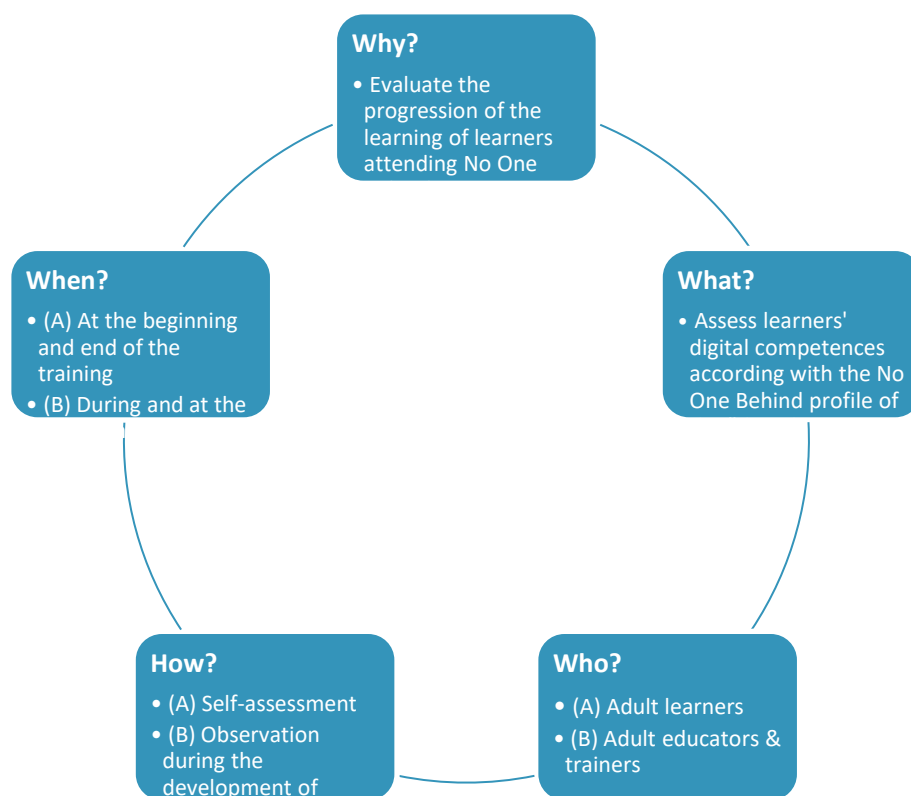 Why?
• Evaluate the
progression of the
learning of learners
attending No One
What?
• Assess learners'
digital competences
according with the No
One Behind profile of
Who?
• (A) Adult learners
• (B) Adult educators &
trainers
How?
• (A) Self-assessment
• (B) Observation
during the
development of
When?
• (A) At the beginning
and end of the
training
• (B) During and at the